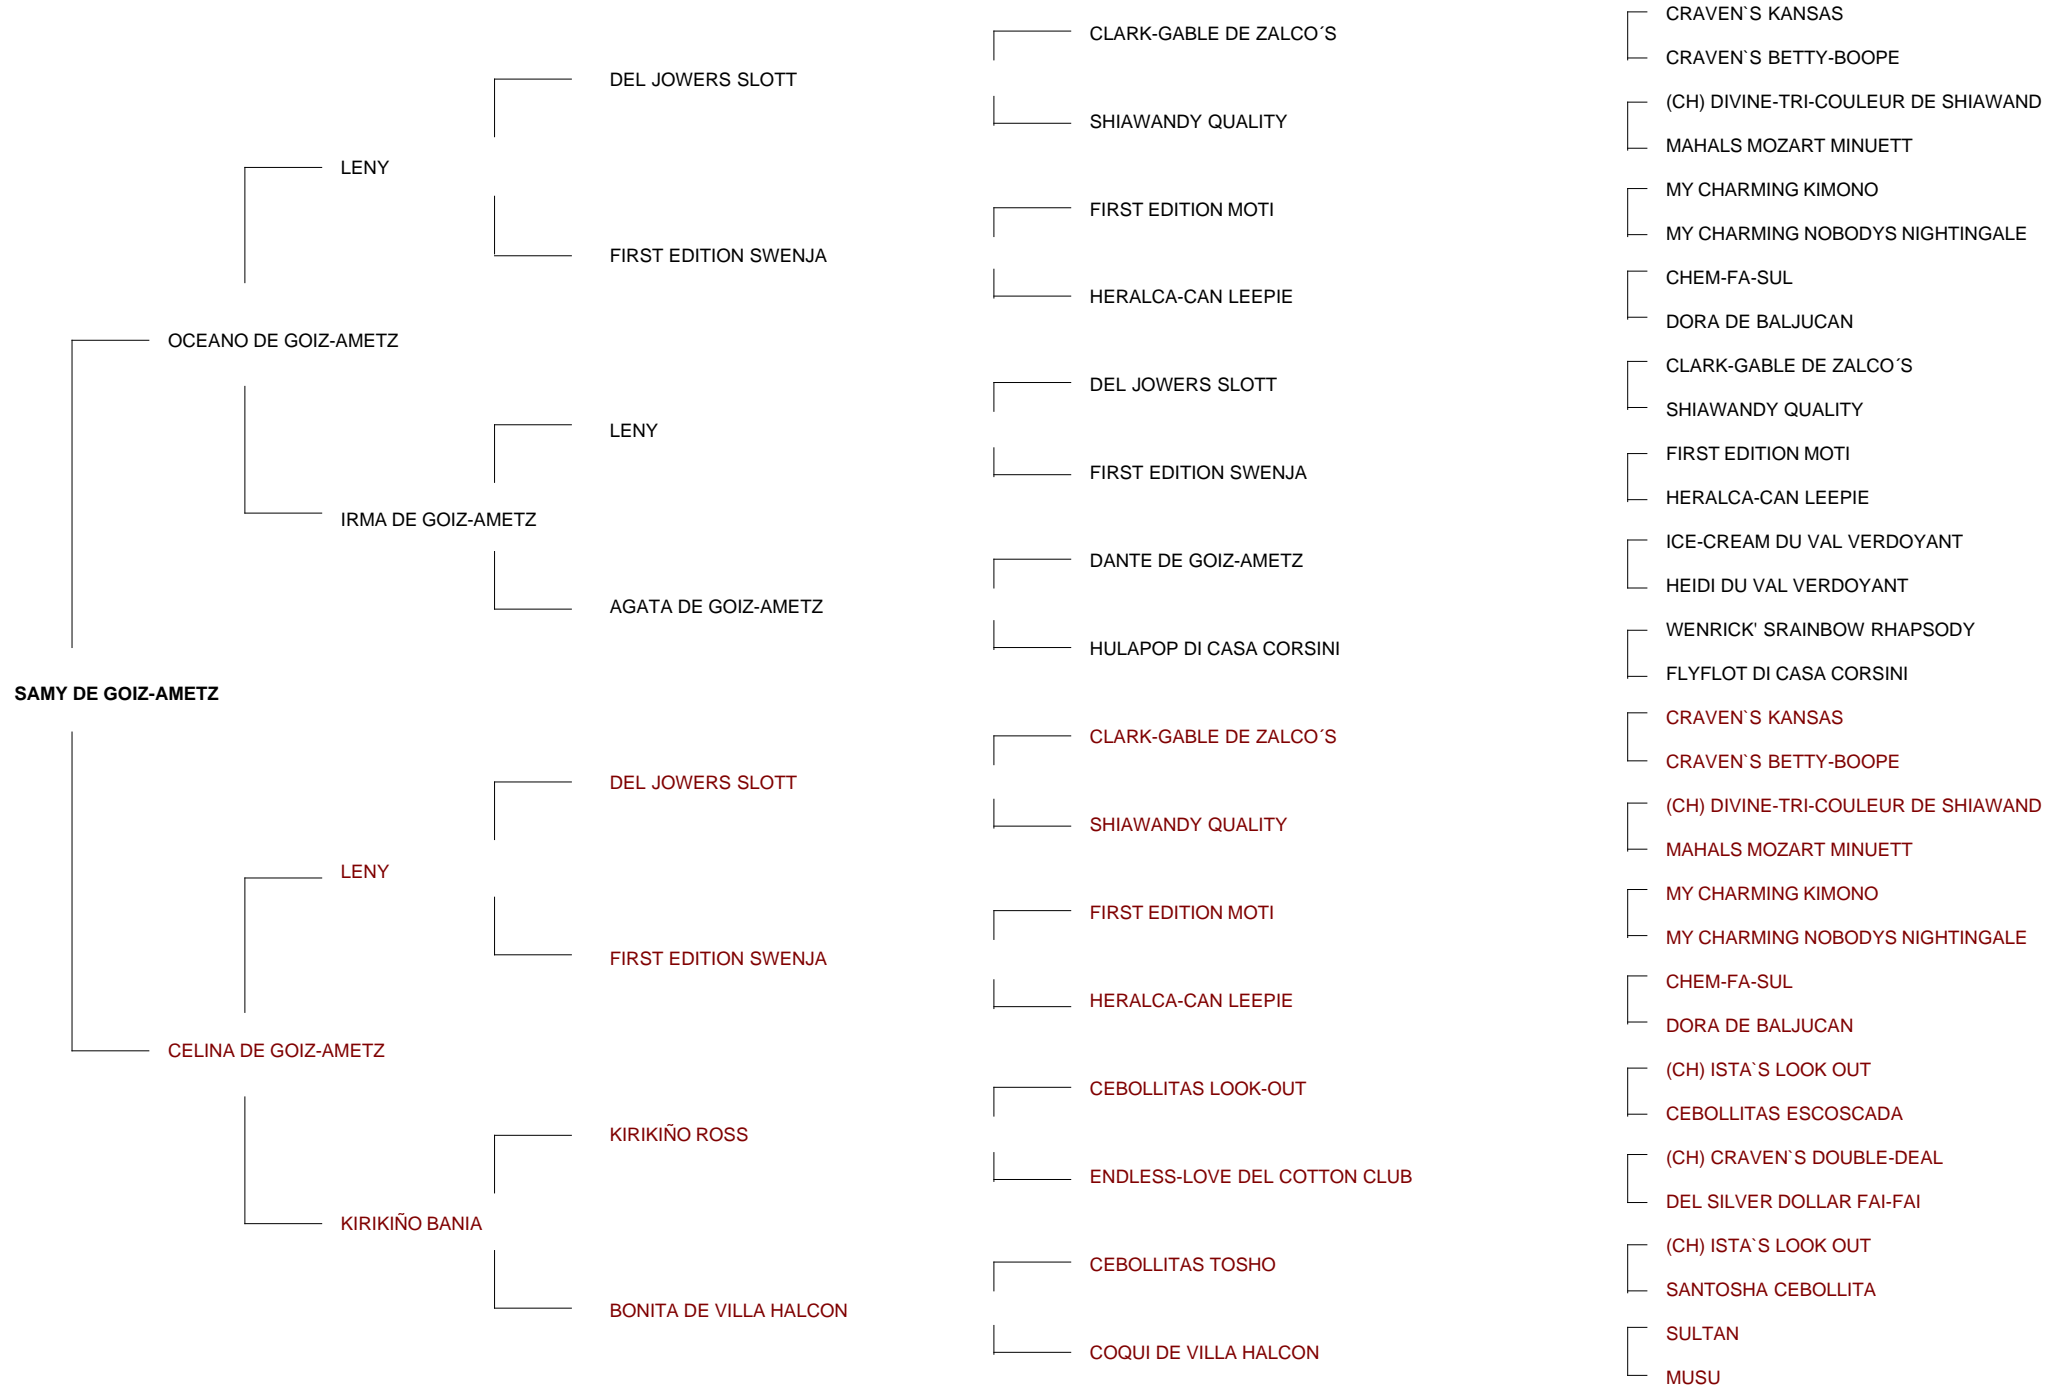 CRAVEN`S KANSAS
CLARK-GABLE DE ZALCO´S
CRAVEN`S BETTY-BOOPE
DEL JOWERS SLOTT
(CH) DIVINE-TRI-COULEUR DE SHIAWAND
SHIAWANDY QUALITY
MAHALS MOZART MINUETT
LENY
MY CHARMING KIMONO
FIRST EDITION MOTI
MY CHARMING NOBODYS NIGHTINGALE
FIRST EDITION SWENJA
CHEM-FA-SUL
HERALCA-CAN LEEPIE
DORA DE BALJUCAN
OCEANO DE GOIZ-AMETZ
CLARK-GABLE DE ZALCO´S
DEL JOWERS SLOTT
SHIAWANDY QUALITY
LENY
FIRST EDITION MOTI
FIRST EDITION SWENJA
HERALCA-CAN LEEPIE
IRMA DE GOIZ-AMETZ
ICE-CREAM DU VAL VERDOYANT
DANTE DE GOIZ-AMETZ
HEIDI DU VAL VERDOYANT
AGATA DE GOIZ-AMETZ
WENRICK' SRAINBOW RHAPSODY
HULAPOP DI CASA CORSINI
FLYFLOT DI CASA CORSINI
SAMY DE GOIZ-AMETZ
CRAVEN`S KANSAS
CLARK-GABLE DE ZALCO´S
CRAVEN`S BETTY-BOOPE
DEL JOWERS SLOTT
(CH) DIVINE-TRI-COULEUR DE SHIAWAND
SHIAWANDY QUALITY
MAHALS MOZART MINUETT
LENY
MY CHARMING KIMONO
FIRST EDITION MOTI
MY CHARMING NOBODYS NIGHTINGALE
FIRST EDITION SWENJA
CHEM-FA-SUL
HERALCA-CAN LEEPIE
DORA DE BALJUCAN
CELINA DE GOIZ-AMETZ
(CH) ISTA`S LOOK OUT
CEBOLLITAS LOOK-OUT
CEBOLLITAS ESCOSCADA
KIRIKIÑO ROSS
(CH) CRAVEN`S DOUBLE-DEAL
ENDLESS-LOVE DEL COTTON CLUB
DEL SILVER DOLLAR FAI-FAI
KIRIKIÑO BANIA
(CH) ISTA`S LOOK OUT
CEBOLLITAS TOSHO
SANTOSHA CEBOLLITA
BONITA DE VILLA HALCON
SULTAN
COQUI DE VILLA HALCON
MUSU